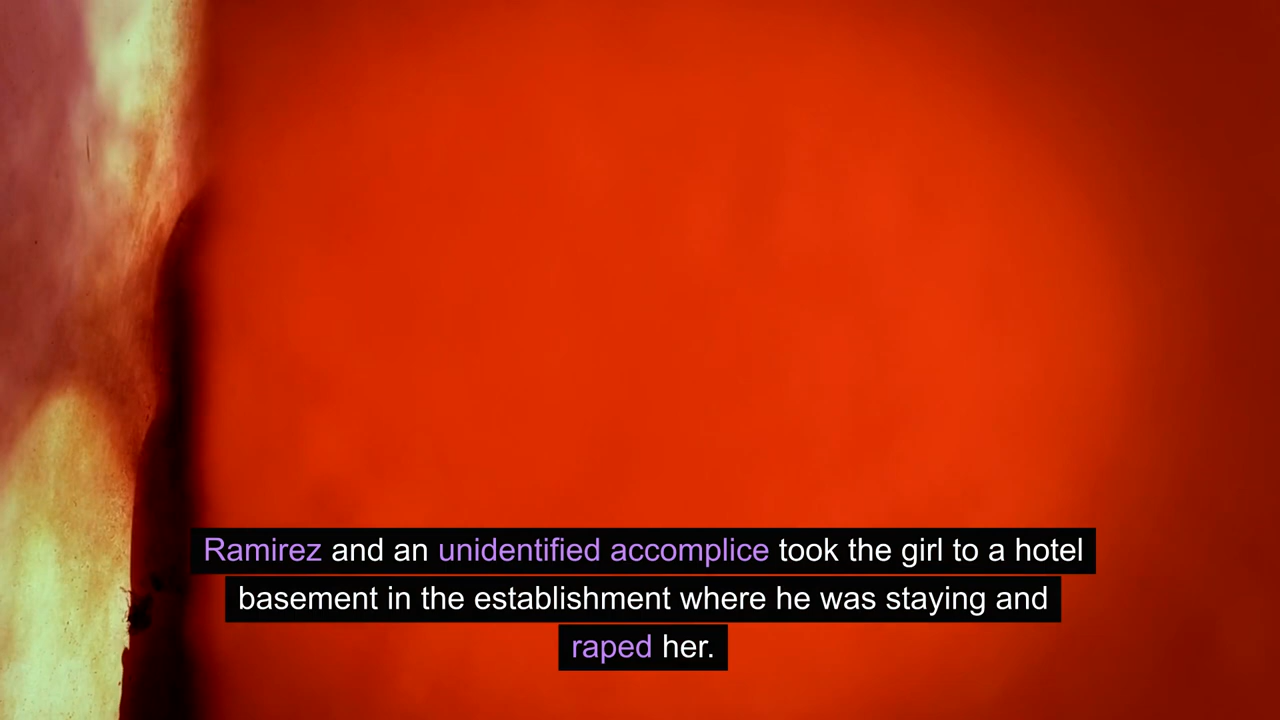 Ramirez and an unidentified accomplice took the girl to a hotel
basement in the establishment where he was staying and
raped her.